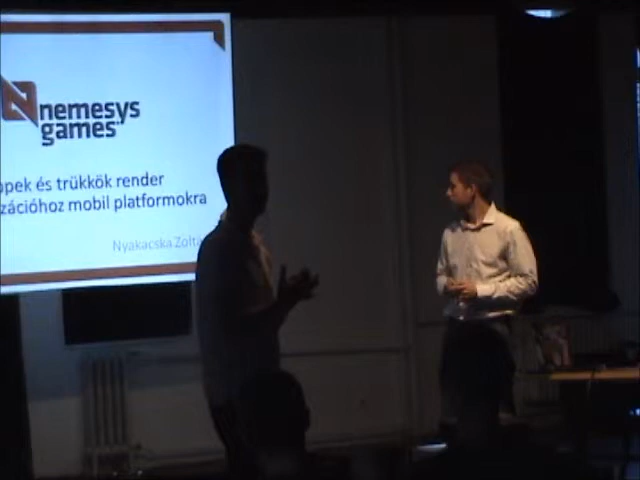 nemesys
games
ppek és trükkök render
zációhoz mobil platformokra
Nyakacska Zolt